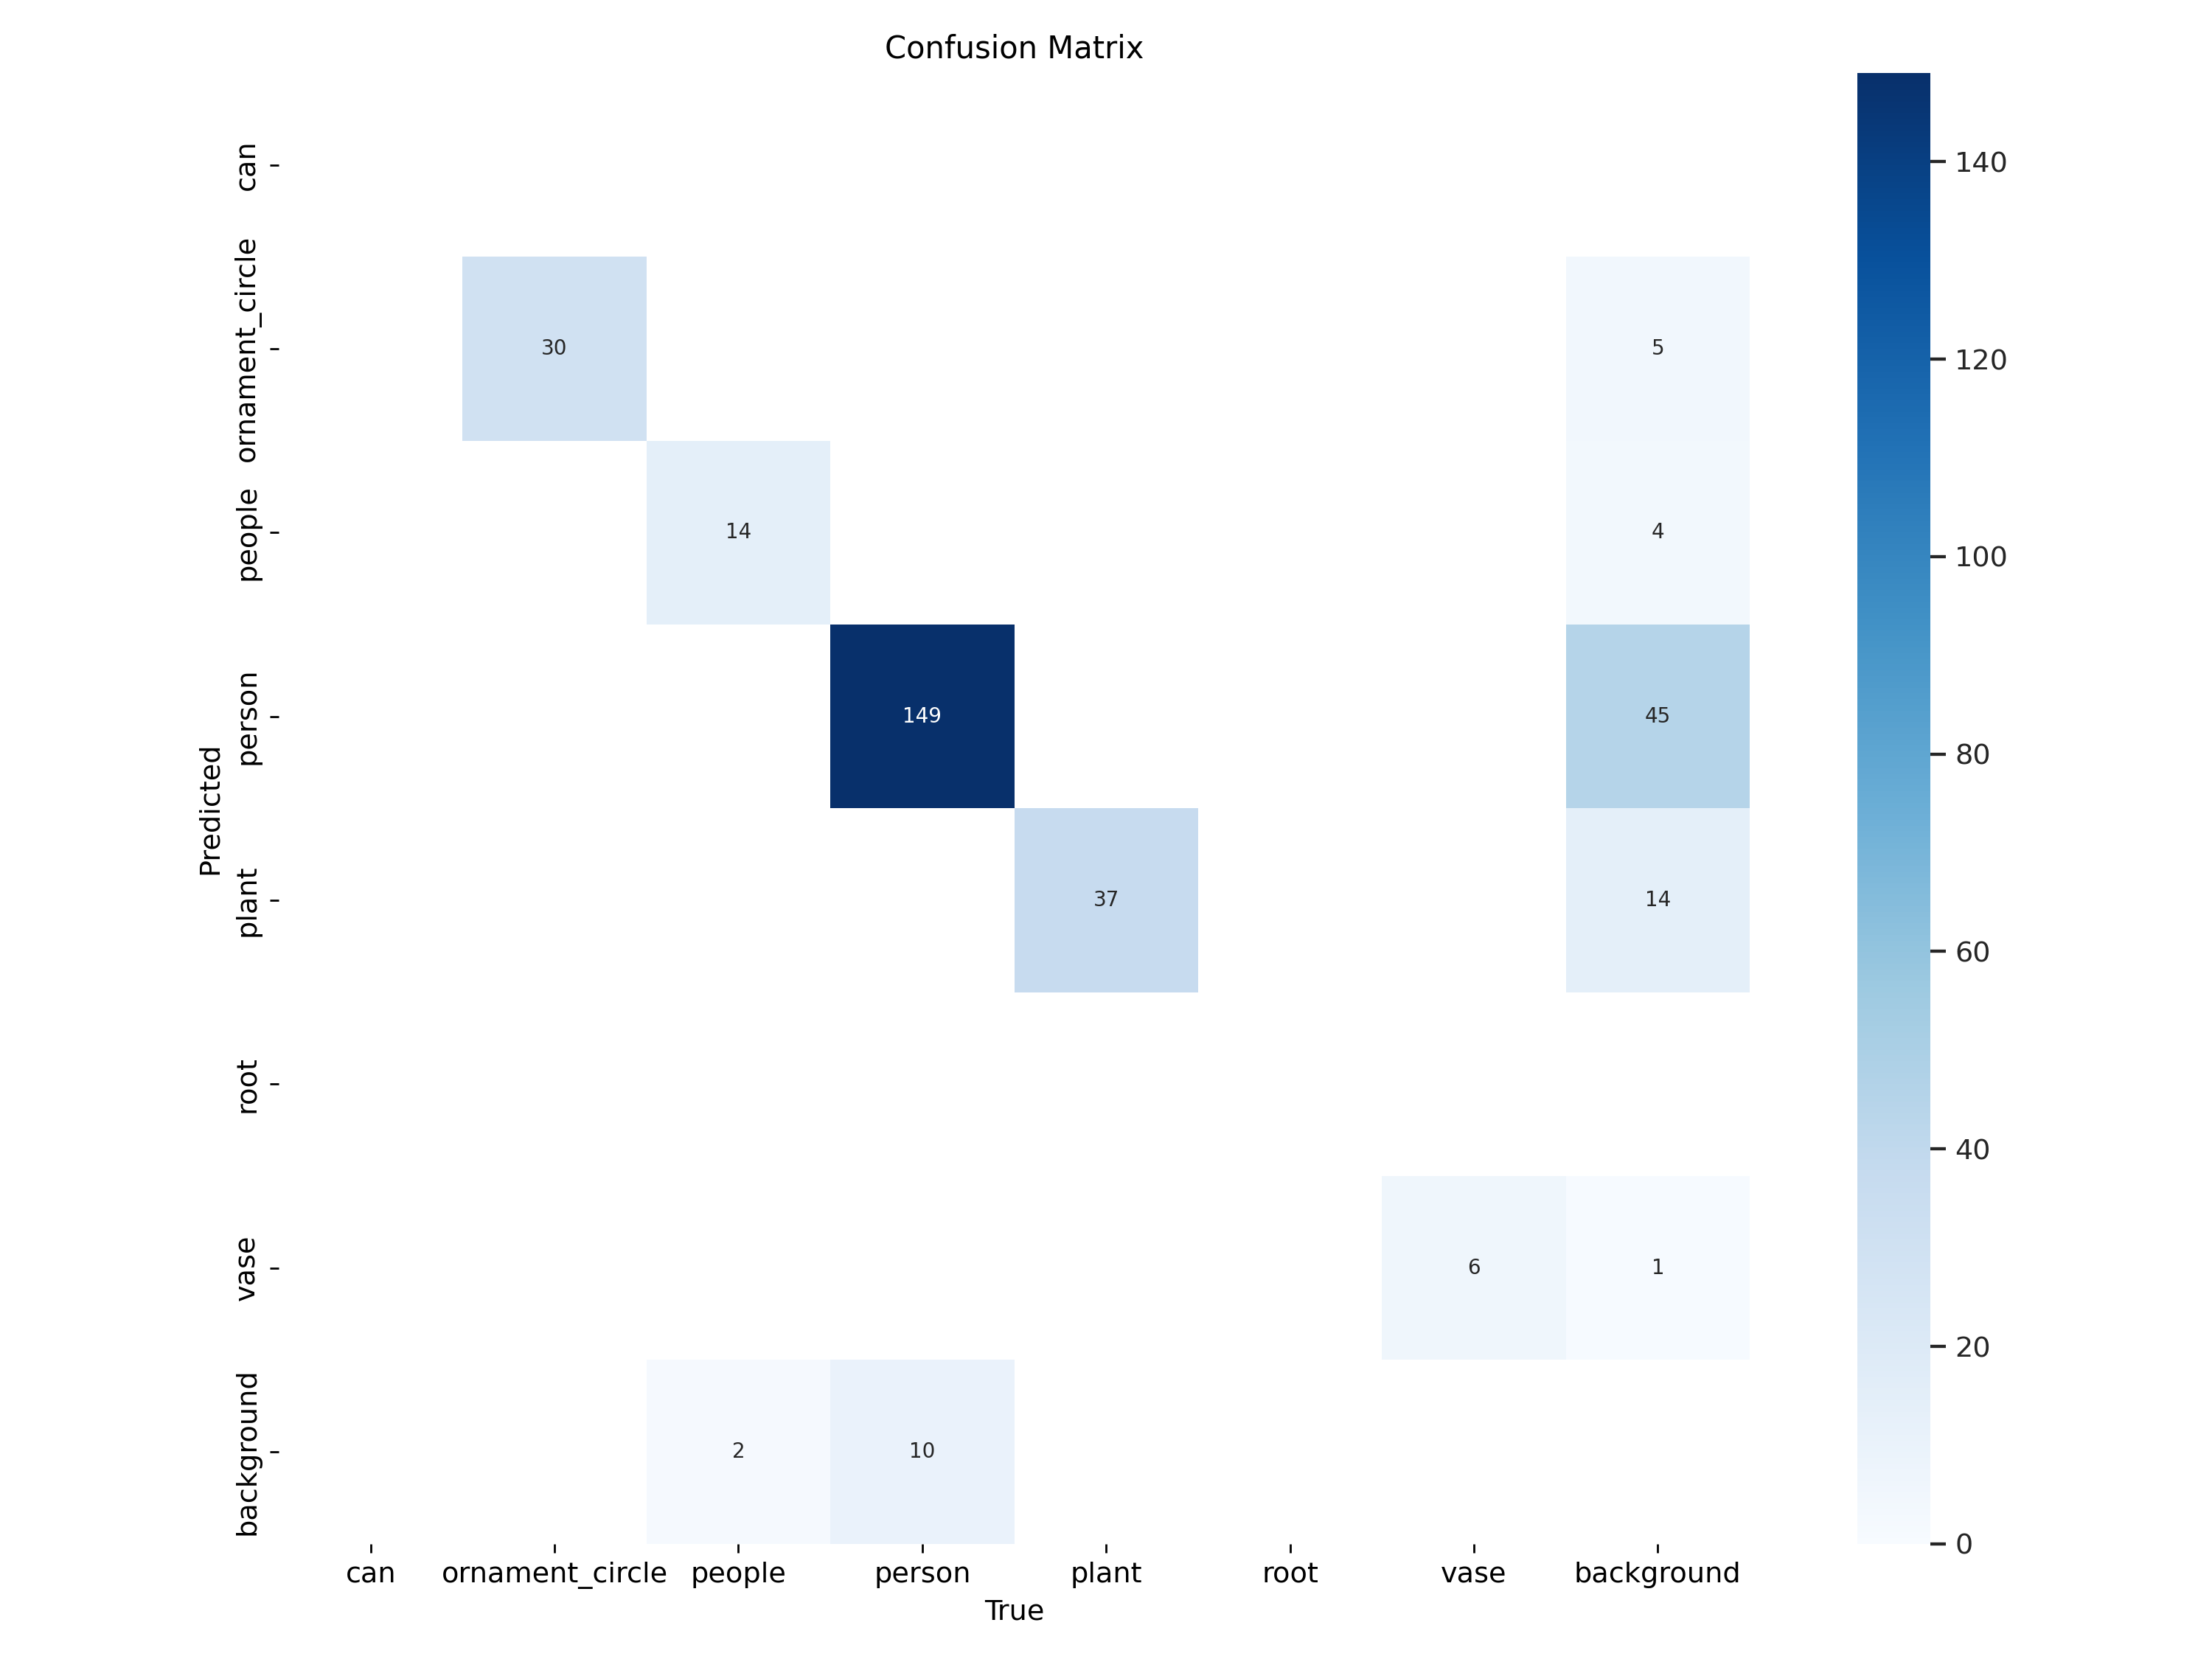 Confusion Matrix
can
ornament_circle
30
5
people
14
4
person
149
45
Predicted
plant
37
14
root
vase
6
1
background
2
10
can
ornament_circle
people
person
plant
root
vase
background
True
140
120
100
80
60
40
20
0